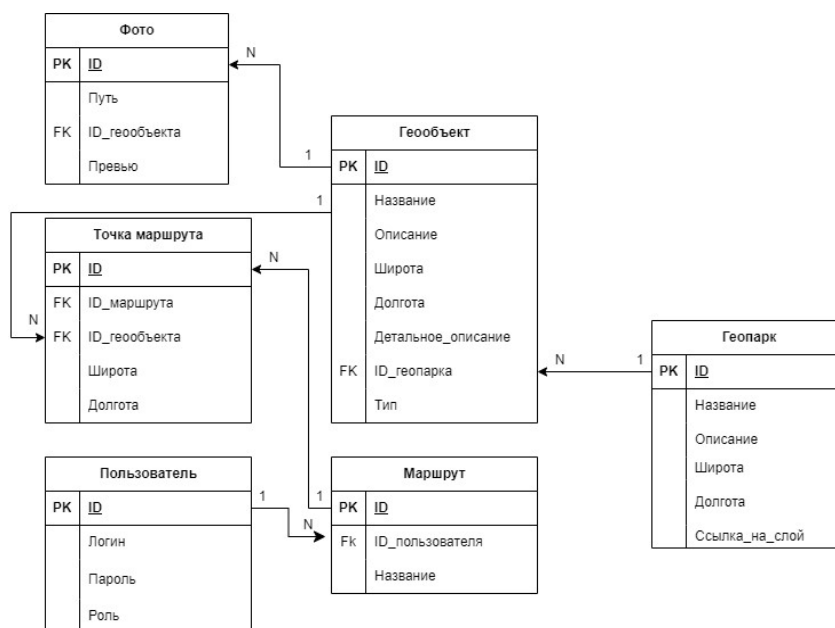 Фото
PK ID
Путь
FK ID_геообъекта
Превью
N
1
1
Геообъект
PK ID
Название
Описание
Широта
Долгота
Детальное_описание
FK ID_геопарка
Тип
Точка маршрута
PK ID
FK ID_маршрута
FK ID_геообъекта
Широта
Долгота
N
N
N
1
Геопарк
PK ID
Название
Описание
Широта
Долгота
Ссылка_на_слой
Пользователь
PK ID
Логин
Пароль
Роль
1
N
1
Маршрут
PK ID
Fk ID_пользователя
Название